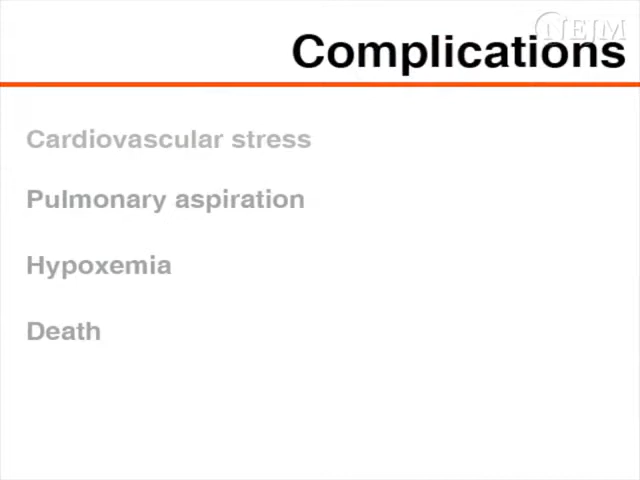 NEJM
Complications
Cardiovascular stress
Pulmonary aspiration
Hypoxemia
Death